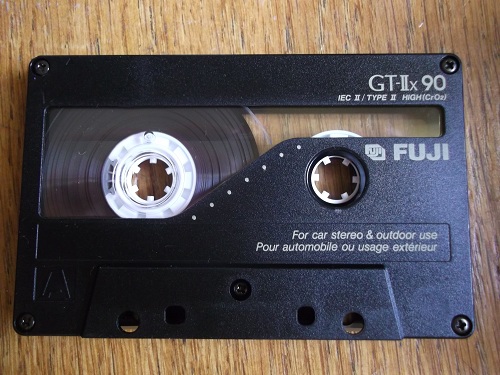 GT-IIx 90
IEC II / TYPE II HIGH (CrO2)
FUJI FUJI
For car stereo & outdoor use
Pour automobile ou usage extérieur
A